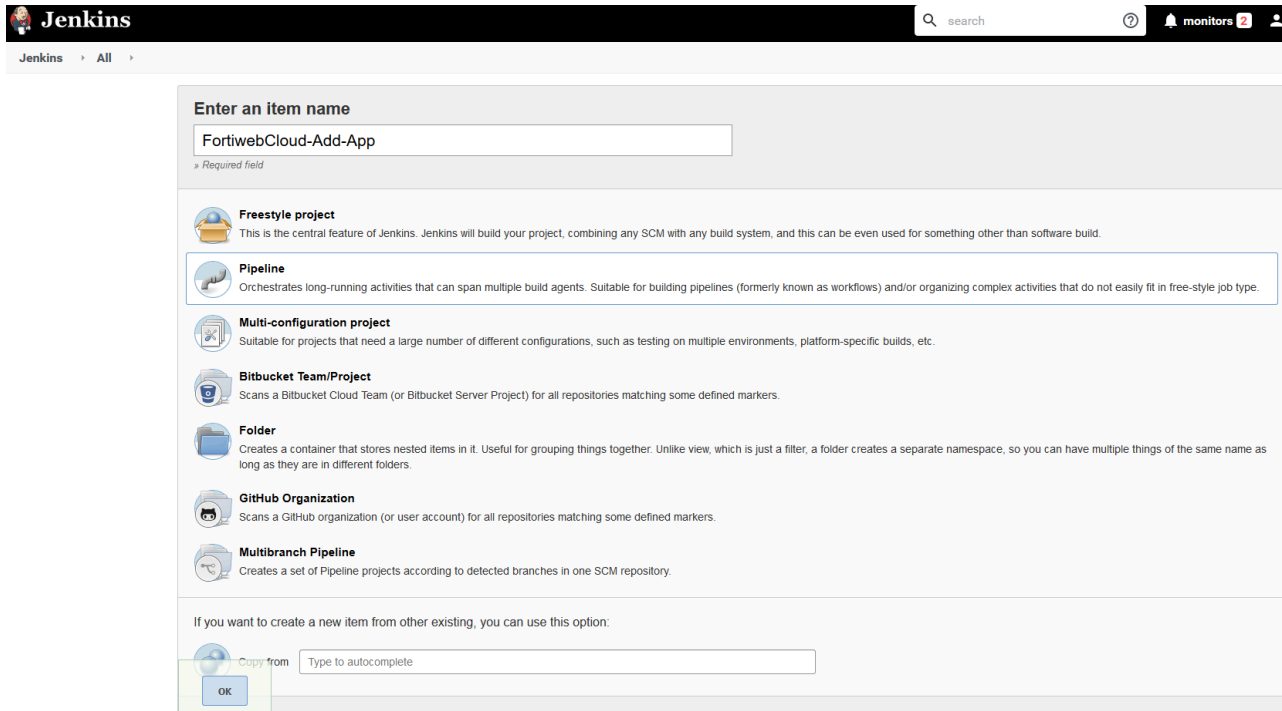 Jenkins
search
monitors 2
Jenkins All
Enter an item name
FortiwebCloud-Add-App
» Required field
Freestyle project
This is the central feature of Jenkins. Jenkins will build your project, combining any SCM with any build system, and this can be even used for something other than software build.
Pipeline
Orchestrates long-running activities that can span multiple build agents. Suitable for building pipelines (formerly known as workflows) and/or organizing complex activities that do not easily fit in free-style job type.
Multi-configuration project
Suitable for projects that need a large number of different configurations, such as testing on multiple environments, platform-specific builds, etc.
Bitbucket Team/Project
Scans a Bitbucket Cloud Team (or Bitbucket Server Project) for all repositories matching some defined markers.
Folder
Creates a container that stores nested items in it. Useful for grouping things together. Unlike view, which is just a filter, a folder creates a separate namespace, so you can have multiple things of the same name as
long as they are in different folders.
GitHub Organization
Scans a GitHub organization (or user account) for all repositories matching some defined markers.
Multibranch Pipeline
Creates a set of Pipeline projects according to detected branches in one SCM repository.
If you want to create a new item from other existing, you can use this option:
Copy from Type to autocomplete
OK